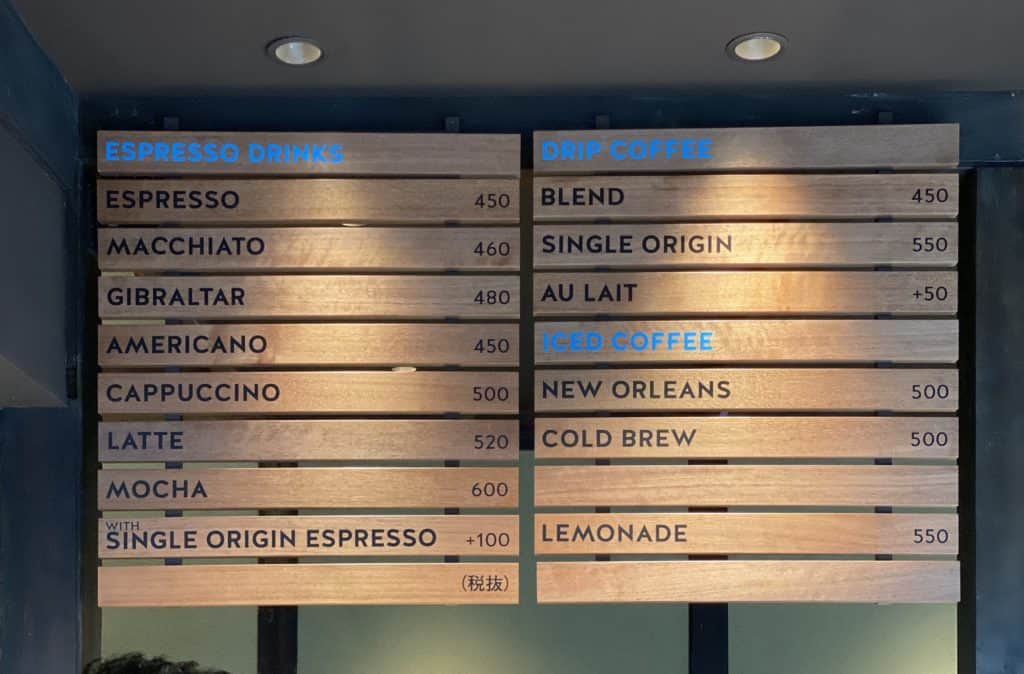 ESPRESSO DRINKS
ESPRESSO 450
MACCHIATO 460
GIBRALTAR 480
AMERICANO 450
CAPPUCCINO 500
LATTE 520
MOCHA 600
WITH
SINGLE ORIGIN ESPRESSO +100
(税抜)
DRIP COFFEE
BLEND 450
SINGLE ORIGIN 550
AU LAIT +50
ICED COFFEE
NEW ORLEANS 500
COLD BREW 500
LEMONADE 550